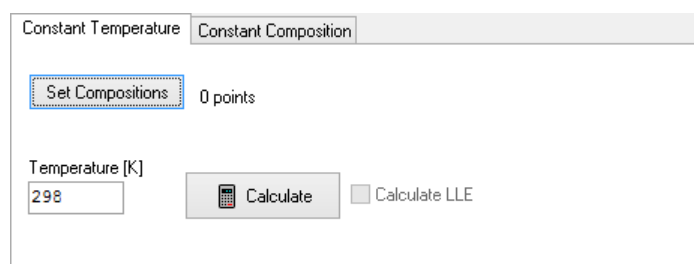 Constant Temperature Constant Composition
Set Compositions 0 points
Temperature [K]
298 Calculate Calculate LLE